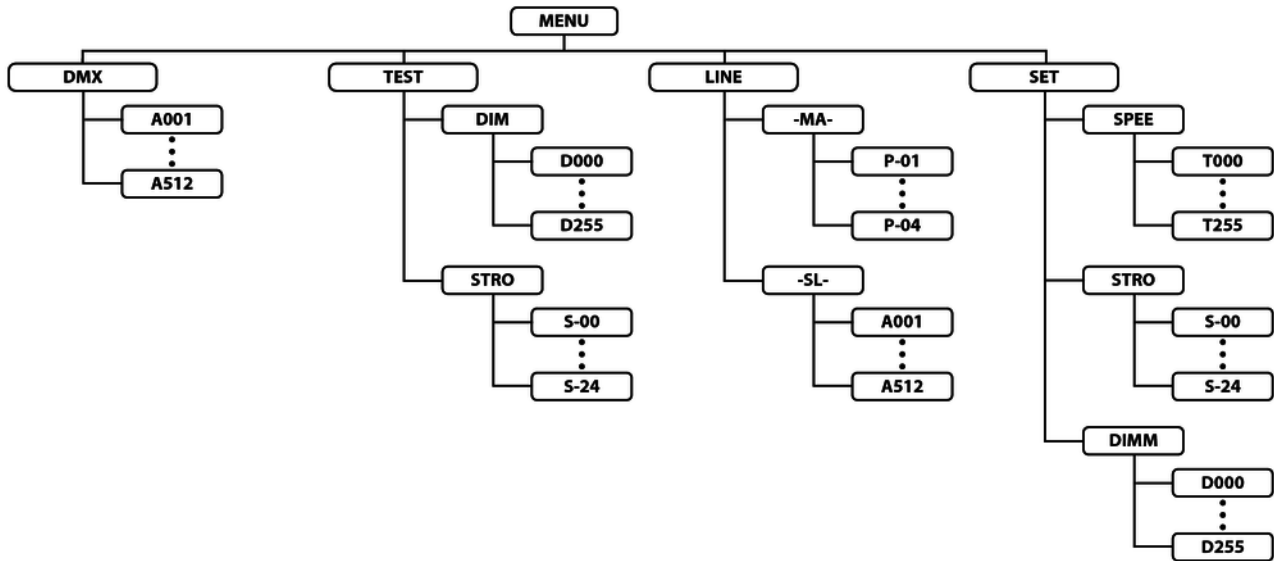 MENU
DMX
A001
A512
TEST
DIM
D000
D255
STRO
S-00
S-24
LINE
-MA-
P-01
P-04
-SL-
A001
A512
SET
SPEE
T000
T255
STRO
S-00
S-24
DIMM
D000
D255